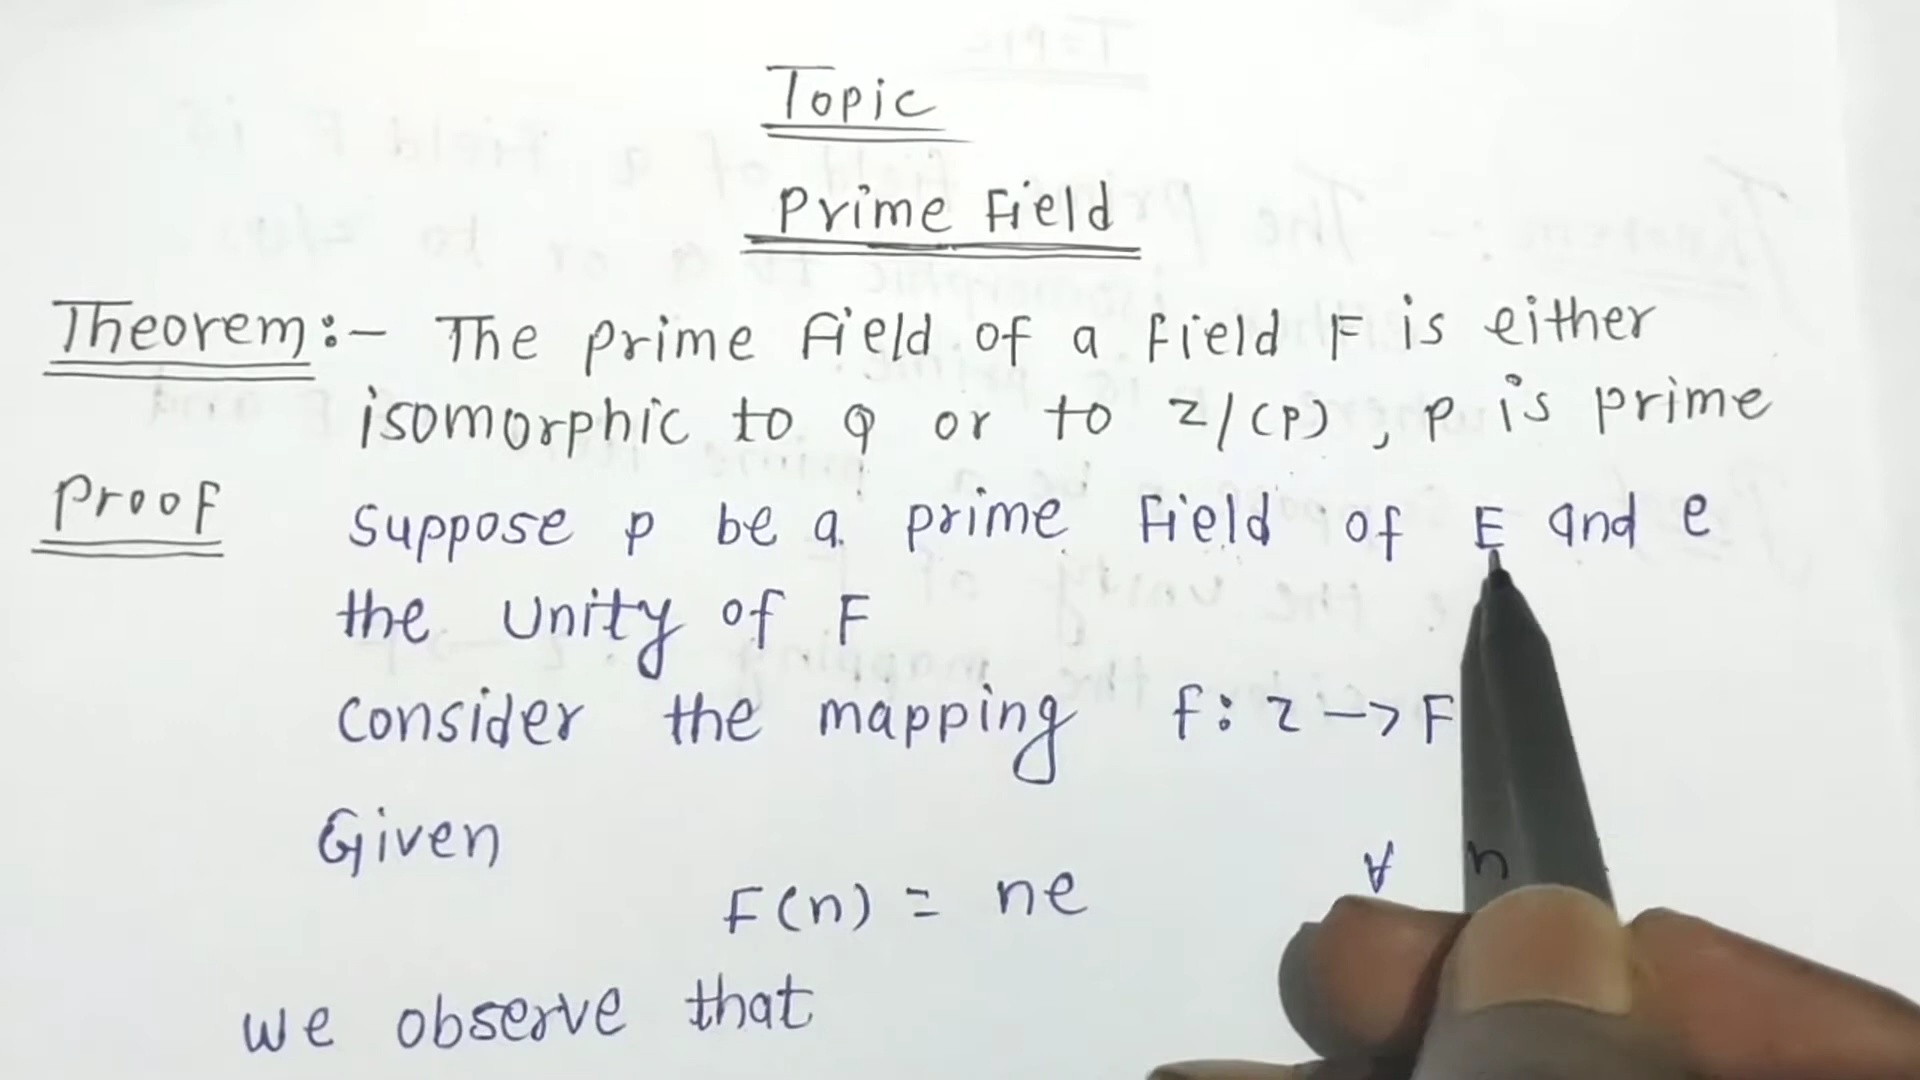 Topic
Prime Field
Theorem:- The prime field of a field F is either
isomorphic to Q or to Z/(p), p is prime
Proof Suppose p be a prime field of E and e
the unity of F
Consider the mapping f: Z -> F
Given
F(n) = ne ∀ n
we observe that